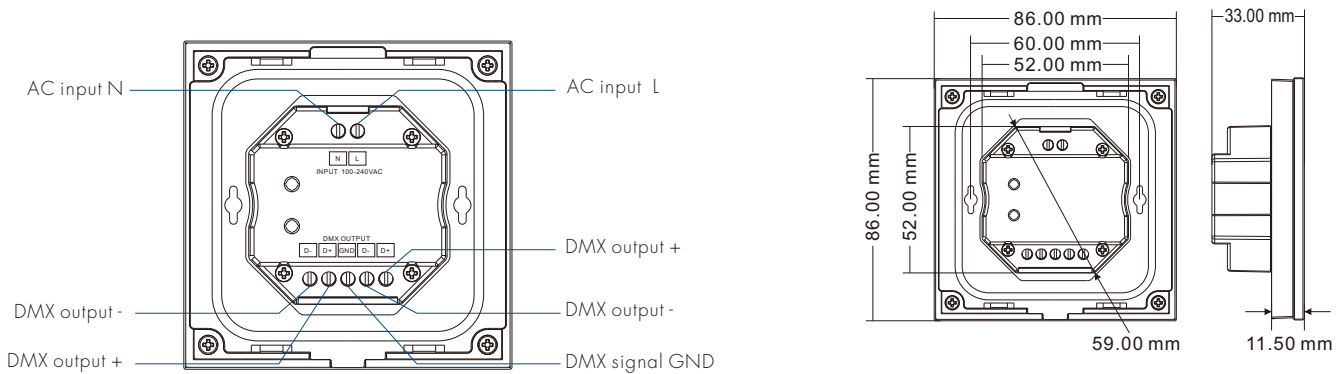 AC input N
AC input L
N L
INPUT 100-240VAC
DMX OUTPUT
D- D+ GND D- D+
DMX output +
DMX output -
DMX output -
DMX output +
DMX signal GND
86.00 mm
60.00 mm
52.00 mm
33.00 mm
86.00 mm
52.00 mm
59.00 mm
11.50 mm